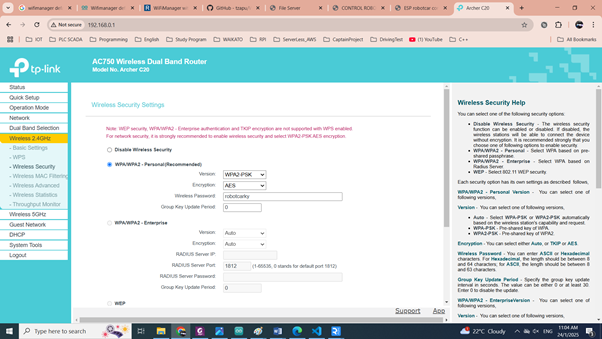 wifimanager de
Wifimanager de
WiFiManager w
GitHub - tzapu/
File Server
CONTROL ROB
ESP robotcar
Archer C20
Not secure
192.168.0.1
IOT
PLC SCADA
Programming
English
Study Program
WAIKATO
RPI
ServerLess_AWS
CaptainProject
DrivingTest
(1) YouTube
C++
All Bookmarks
tp-link
AC750 Wireless Dual Band Router
Model No. Archer C20
Status
Quick Setup
Operation Mode
Network
Dual Band Selection
Wireless 2.4GHz
- Basic Settings
- WPS
- Wireless Security
- Wireless MAC Filtering
- Wireless Advanced
- Wireless Statistics
- Throughput Monitor
Wireless 5GHz
Guest Network
DHCP
System Tools
Logout
Wireless Security Settings
Note: WEP security, WPA/WPA2 - Enterprise authentication and TKIP encryption are not supported with WPS enabled.
For network security, it is strongly recommended to enable wireless security and select WPA2-PSK AES encryption.
Disable Wireless Security
WPA/WPA2 - Personal (Recommended)
Version: WPA2-PSK
Encryption: AES
Wireless Password: robotcarky
Group Key Update Period: 0
WPA/WPA2 - Enterprise
Version: Auto
Encryption: Auto
RADIUS Server IP:
RADIUS Server Port: 1812 (1-65535, 0 stands for default port 1812)
RADIUS Server Password:
Group Key Update Period: 0
WEP
Support
App
Wireless Security Help
You can select one of the following security options:
Disable Wireless Security - The wireless security
function can be enabled or disabled. If disabled, the
wireless stations will be able to connect the device
without encryption. It is strongly recommended that you
choose one of following options to enable security.
WPA/WPA2 - Personal - Select WPA based on pre-
shared passphrase.
WPA/WPA2 - Enterprise - Select WPA based on
Radius Server.
WEP - Select 802.11 WEP security.
Each security option has its own settings as described follows,
WPA/WPA2 - Personal Version - You can select one of
following versions,
Version - You can select one of following versions,
Auto - Select WPA-PSK or WPA2-PSK automatically
based on the wireless station's capability and request.
WPA-PSK - Pre-shared key of WPA.
WPA2-PSK - Pre-shared key of WPA2.
Encryption - You can select either Auto, or TKIP or AES.
Wireless Password - You can enter ASCII or Hexadecimal
characters. For Hexadecimal, the length should be between 8
and 64 characters; for ASCII, the length should be between 8
and 63 characters.
Group Key Update Period - Specify the group key update
interval in seconds. The value can be either 0 or at least 30.
Enter 0 to disable the update.
WPA/WPA2 - EnterpriseVersion - You can select one of
following versions,
Version - You can select one of following versions,
Type here to search
22°C Cloudy
ENG
11:04 AM
24/1/2025